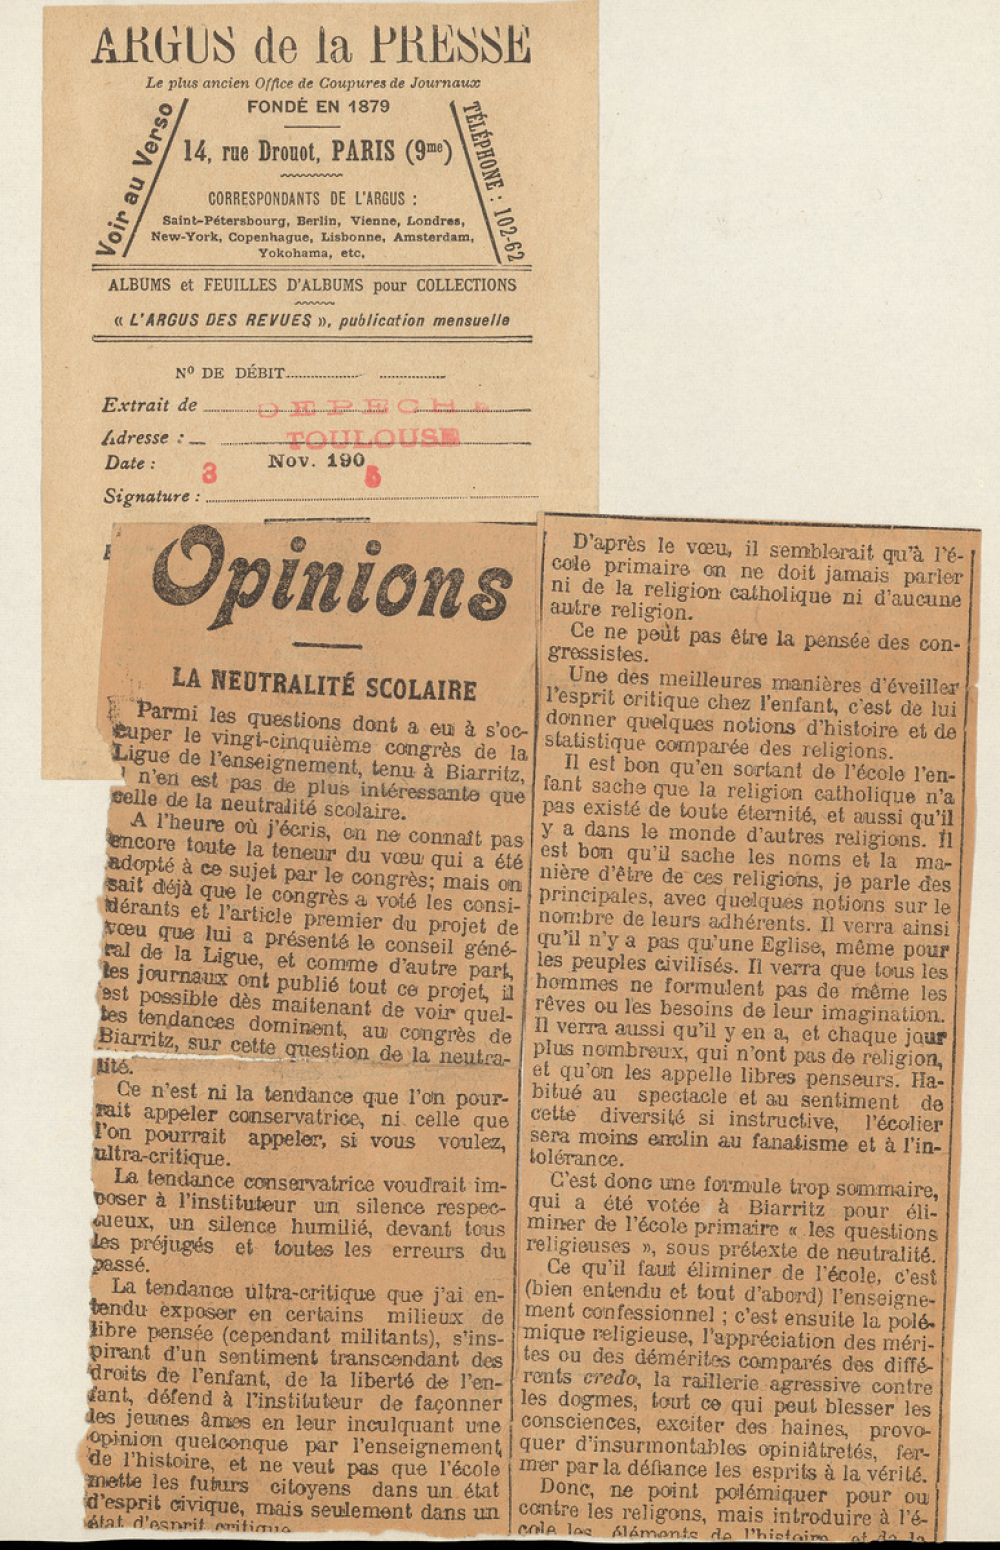 ARGUS de la PRESSE
Le plus ancien Office de Coupures de Journaux
FONDÉ EN 1879
Voir au Verso
14, rue Drouot, PARIS (9me)
TÉLÉPHONE : 102-62
CORRESPONDANTS DE L'ARGUS :
Saint-Pétersbourg, Berlin, Vienne, Londres,
New-York, Copenhague, Lisbonne, Amsterdam,
Yokohama, etc,
ALBUMS et FEUILLES D'ALBUMS pour COLLECTIONS
« L'ARGUS DES REVUES », publication mensuelle
No DE DÉBIT
Extrait de DEPECHE
Adresse : TOULOUSE
Date : 3 Nov. 1905
Signature :
Opinions
LA NEUTRALITÉ SCOLAIRE
Parmi les questions dont a eu à s'oc-
cuper le vingt-cinquième congrès de la
Ligue de l'enseignement, tenu à Biarritz,
n'en est pas de plus intéressante que
celle de la neutralité scolaire.
A l'heure où j'écris, on ne connaît pas
encore toute la teneur du vœu qui a été
adopté à ce sujet par le congrès; mais on
sait déjà que le congrès a voté les consi-
dérants et l'article premier du projet de
vœu que lui a présenté le conseil géné-
ral de la Ligue, et comme d'autre part,
les journaux ont publié tout ce projet, il
est possible dès maitenant de voir quel-
les tendances dominent, au congrès de
Biarritz, sur cette question de la neutra-
lité.
Ce n'est ni la tendance que l'on pour-
rait appeler conservatrice, ni celle que
l'on pourrait appeler, si vous voulez,
ultra-critique.
La tendance conservatrice voudrait im-
poser à l'instituteur un silence respec-
tueux, un silence humilié, devant tous
les préjugés et toutes les erreurs du
passé.
La tendance ultra-critique que j'ai en-
tendu exposer en certains milieux de
libre pensée (cependant militants), s'ins-
pirant d'un sentiment transcendant des
droits de l'enfant, de la liberté de l'en-
fant, défend à l'instituteur de façonner
les jeunes âmes en leur inculquant une
opinion quelconque par l'enseignement
de l'histoire, et ne veut pas que l'école
mette les futurs citoyens dans un état
d'esprit civique, mais seulement dans un
état d'esprit critique
D'après le vœu, il semblerait qu'à l'é-
cole primaire on ne doit jamais parler
ni de la religion catholique ni d'aucune
autre religion.
Ce ne peut pas être la pensée des con-
gressistes.
Une des meilleures manières d'éveiller
l'esprit critique chez l'enfant, c'est de lui
donner quelques notions d'histoire et de
statistique comparée des religions.
Il est bon qu'en sortant de l'école l'en-
fant sache que la religion catholique n'a
pas existé de toute éternité, et aussi qu'il
y a dans le monde d'autres religions. Il
est bon qu'il sache les noms et la ma-
nière d'être de ces religions, je parle des
principales, avec quelques notions sur le
nombre de leurs adhérents. Il verra ainsi
qu'il n'y a pas qu'une Eglise, même pour
les peuples civilisés. Il verra que tous les
hommes ne formulent pas de même les
rêves ou les besoins de leur imagination.
Il verra aussi qu'il y en a, et chaque jour
plus nombreux, qui n'ont pas de religion,
et qu'on les appelle libres penseurs. Ha-
bitué au spectacle et au sentiment de
cette diversité si instructive, l'écolier
sera moins enclin au fanatisme et à l'in-
tolérance.
C'est donc une formule trop sommaire,
qui a été votée à Biarritz pour éli-
miner de l'école primaire « les questions
religieuses », sous prétexte de neutralité.
Ce qu'il faut éliminer de l'école, c'est
(bien entendu et tout d'abord) l'enseigne-
ment confessionnel ; c'est ensuite la polé-
mique religieuse, l'appréciation des méri-
tes ou des démérites comparés des diffé-
rents credo, la raillerie agressive contre
les dogmes, tout ce qui peut blesser les
consciences, exciter des haines, provo-
quer d'insurmontables opiniâtretés, fer-
mer par la défiance les esprits à la vérité.
Donc, ne point polémiquer pour ou
contre les religons, mais introduire à l'é-
cole les éléments de l'histoire et de la